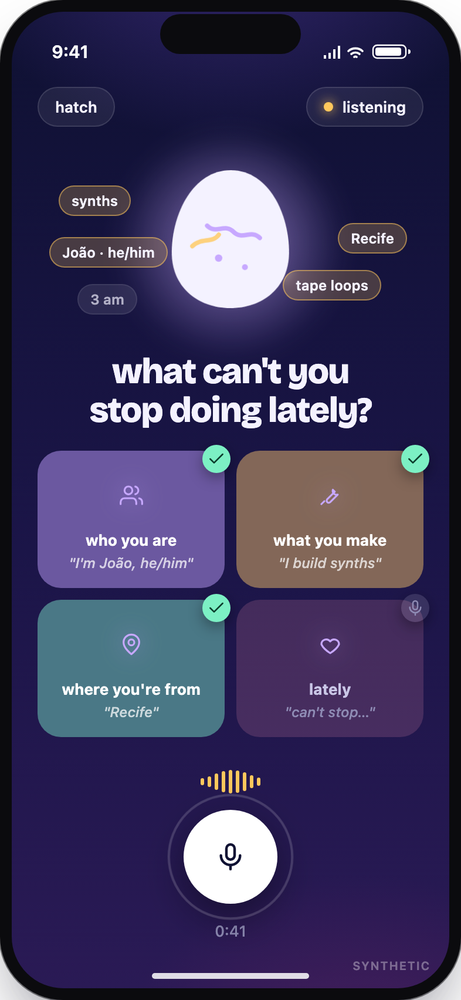 9:41
hatch
listening
synths
Recife
João · he/him
tape loops
3 am
what can't you
stop doing lately?
who you are
"I'm João, he/him"
what you make
"I build synths"
where you're from
"Recife"
lately
"can't stop..."
0:41
SYNTHETIC